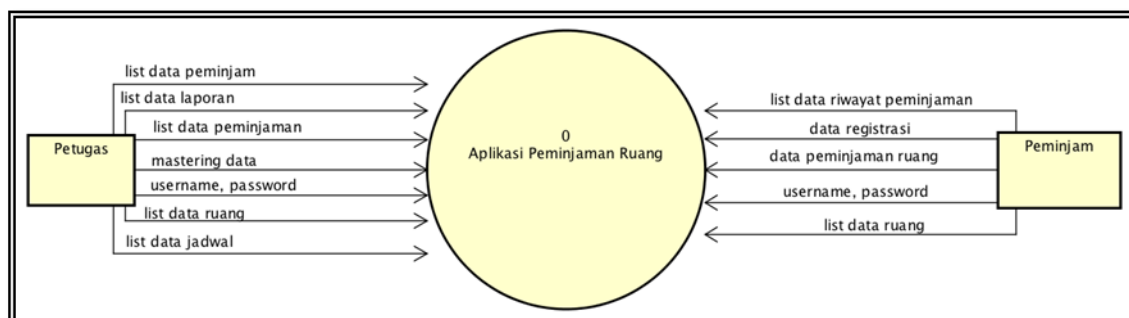 list data peminjam
list data laporan
list data peminjaman
Petugas
mastering data
username, password
list data ruang
list data jadwal
0
Aplikasi Peminjaman Ruang
list data riwayat peminjaman
data registrasi
data peminjaman ruang
Peminjam
username, password
list data ruang